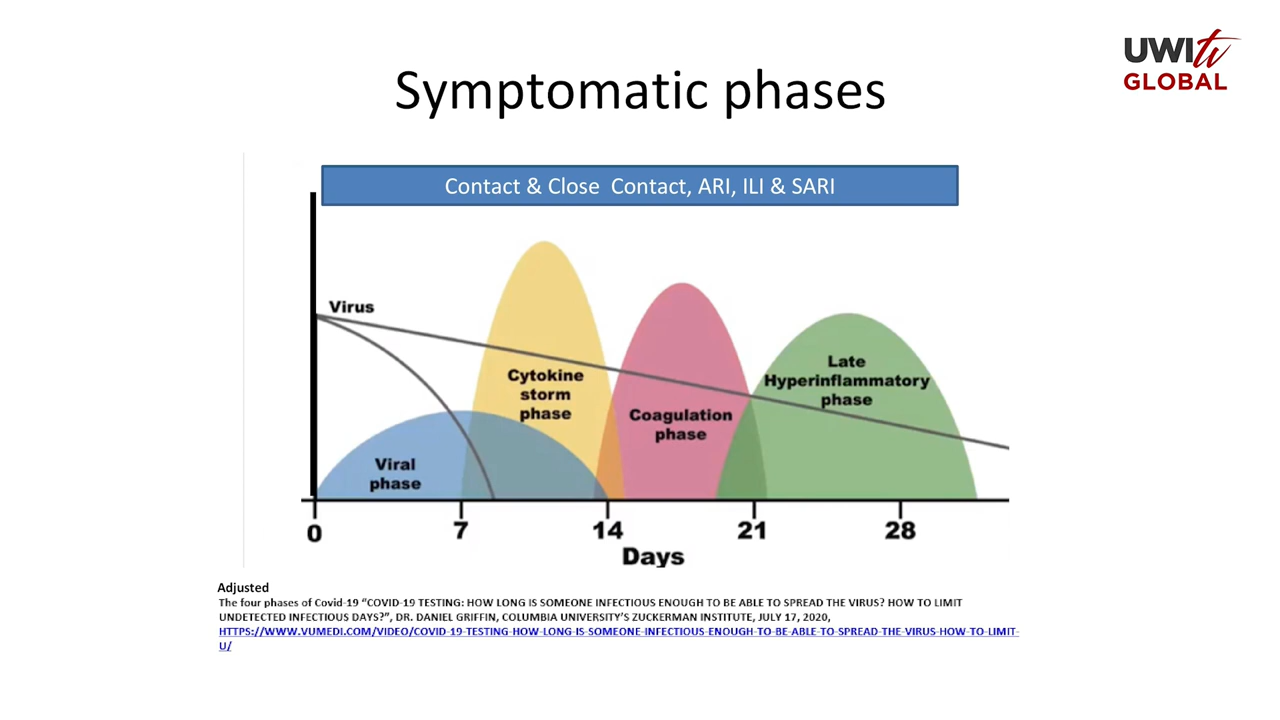 UWItv
GLOBAL
Symptomatic phases
Contact & Close Contact, ARI, ILI & SARI
Virus
Cytokine
storm
phase
Coagulation
phase
Late
Hyperinflammatory
phase
Viral
phase
0 7 14 21 28
Days
Adjusted
The four phases of Covid-19 “COVID-19 TESTING: HOW LONG IS SOMEONE INFECTIOUS ENOUGH TO BE ABLE TO SPREAD THE VIRUS? HOW TO LIMIT
UNDETECTED INFECTIOUS DAYS?”, DR. DANIEL GRIFFIN, COLUMBIA UNIVERSITY’S ZUCKERMAN INSTITUTE, JULY 17, 2020,
HTTPS://WWW.VUMEDI.COM/VIDEO/COVID-19-TESTING-HOW-LONG-IS-SOMEONE-INFECTIOUS-ENOUGH-TO-BE-ABLE-TO-SPREAD-THE-VIRUS-HOW-TO-LIMIT-
U/